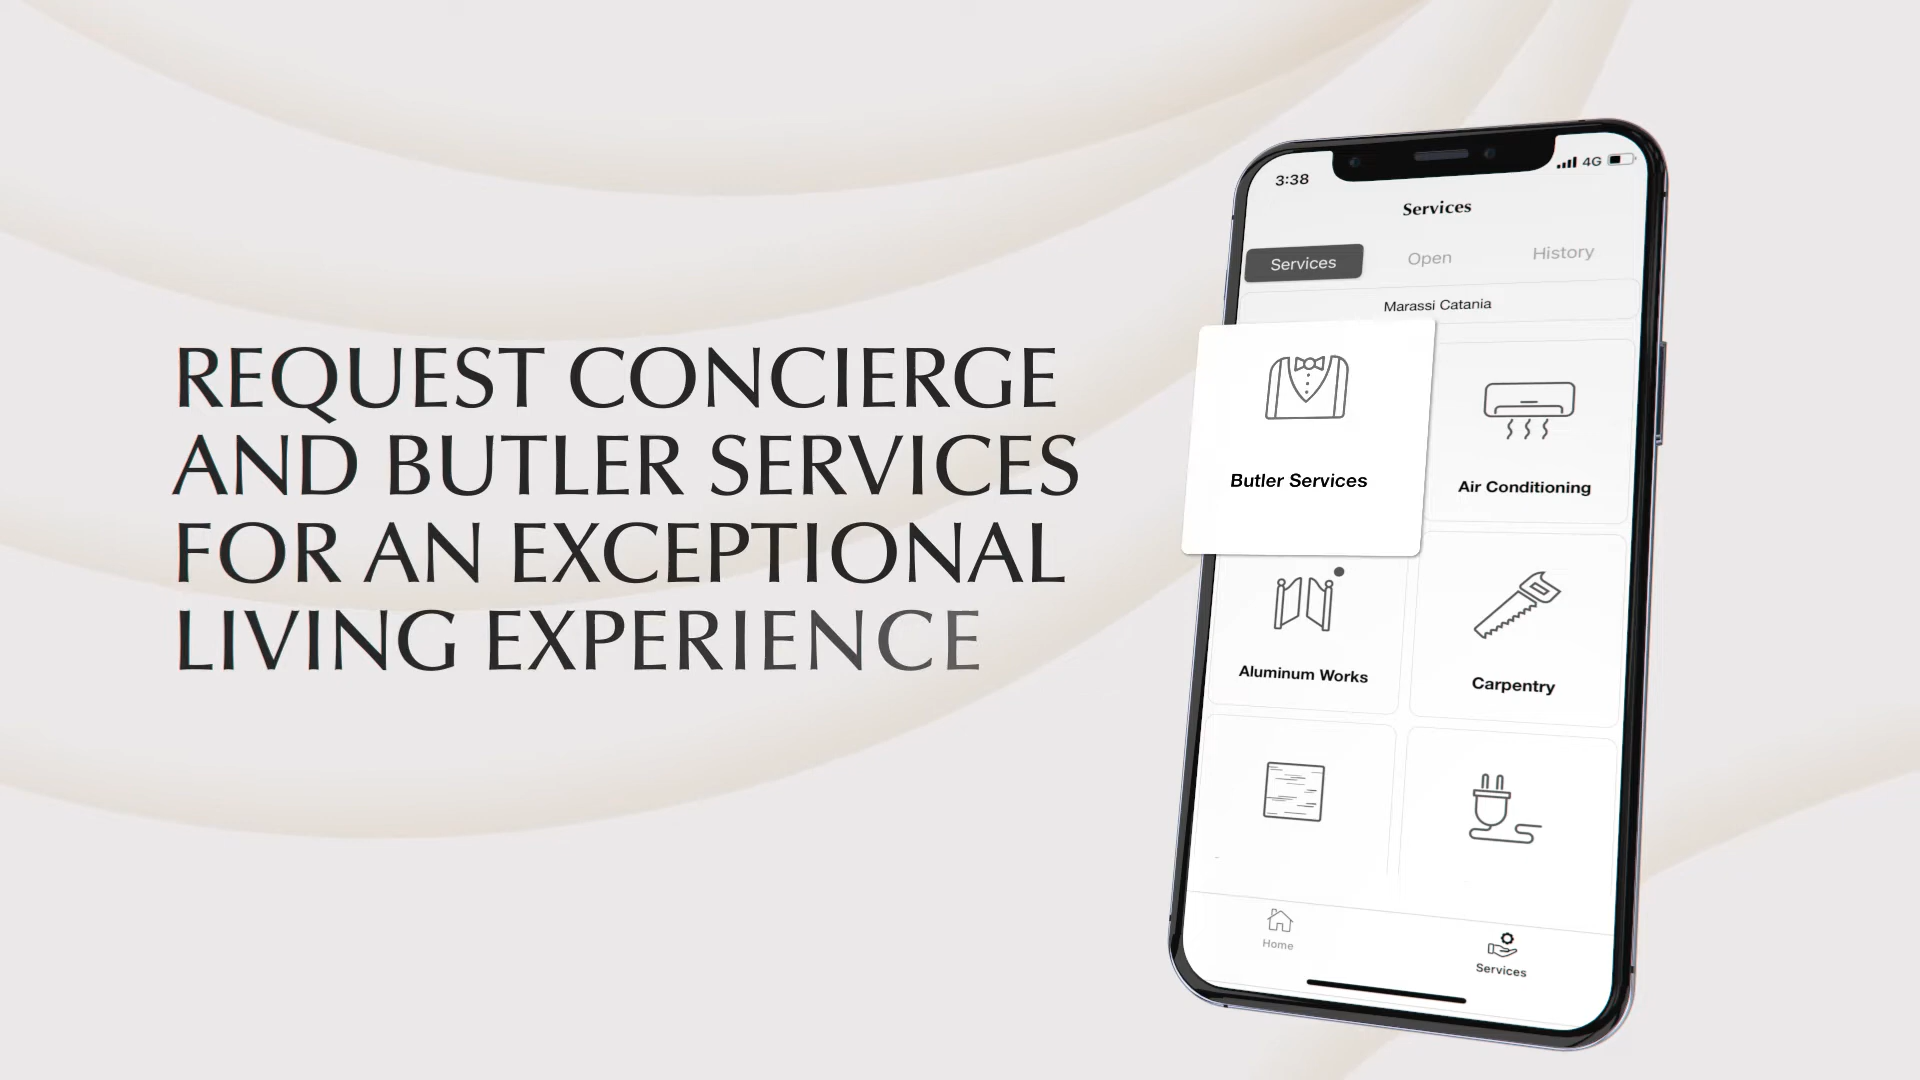 REQUEST CONCIERGE
AND BUTLER SERVICES
FOR AN EXCEPTIONAL
LIVING EXPERIENCE
3:38
4G
Services
Services
Open
History
Marassi Catania
Butler Services
Air Conditioning
Aluminum Works
Carpentry
Home
Services